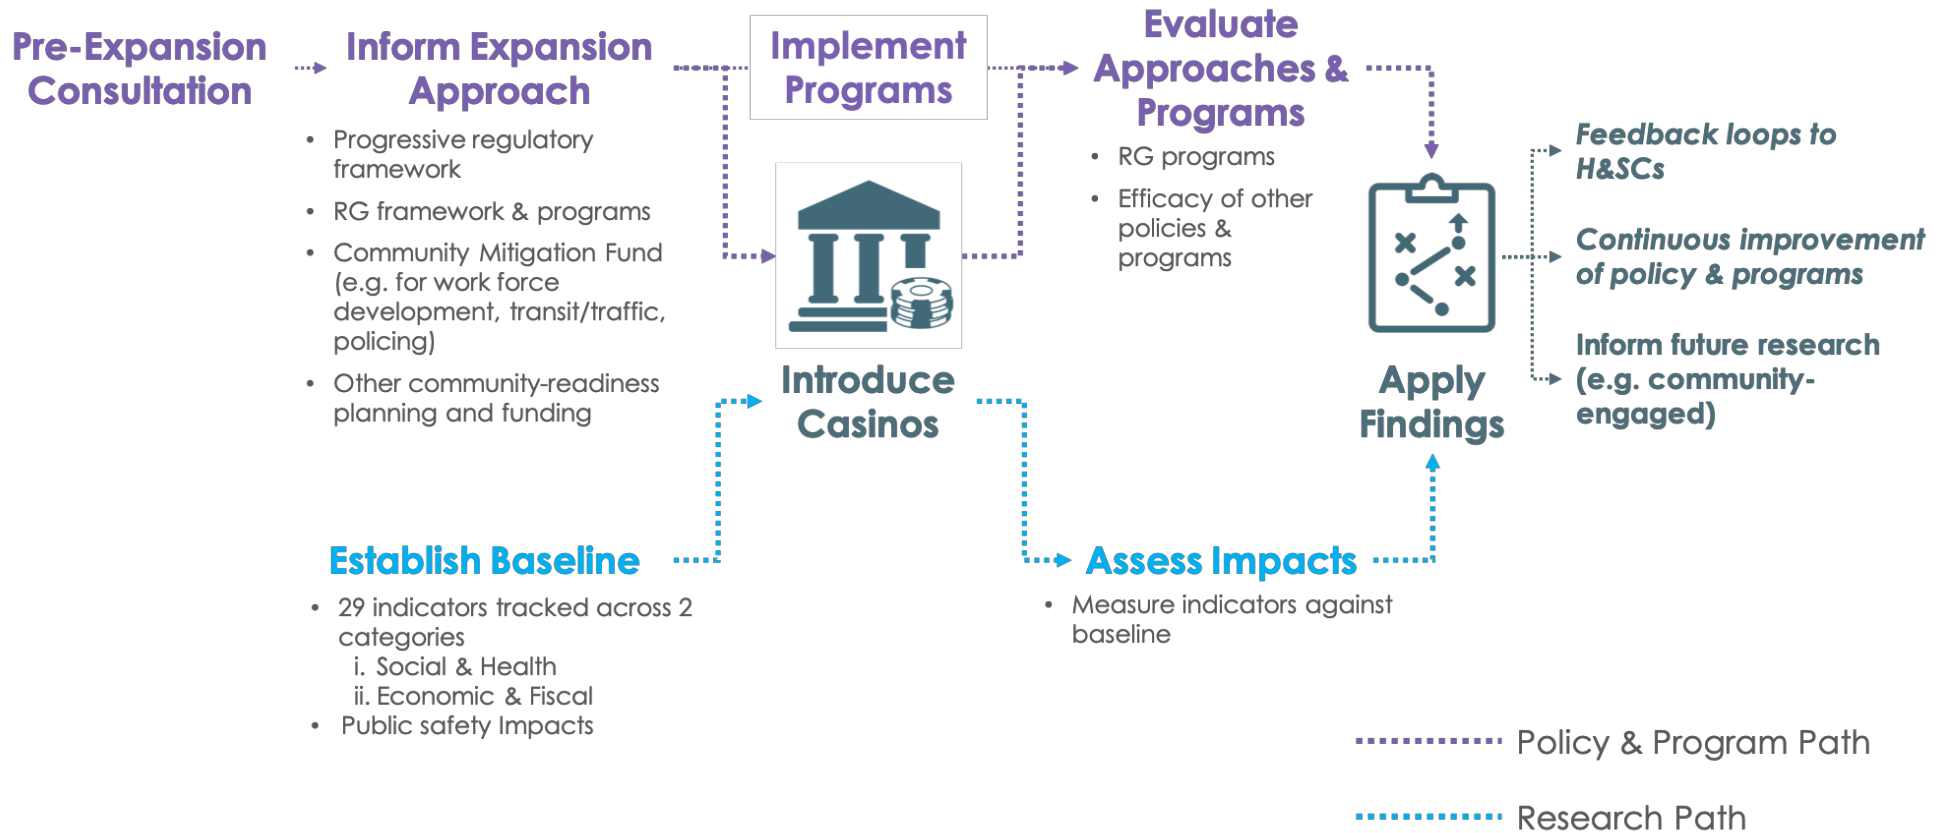 Pre-Expansion
Consultation
Inform Expansion
Approach
• Progressive regulatory
framework
• RG framework & programs
• Community Mitigation Fund
(e.g. for work force
development, transit/traffic,
policing)
• Other community-readiness
planning and funding
Implement
Programs
Introduce
Casinos
Evaluate
Approaches &
Programs
• RG programs
• Efficacy of other
policies &
programs
Apply
Findings
Feedback loops to
H&SCs
Continuous improvement
of policy & programs
Inform future research
(e.g. community-
engaged)
Establish Baseline
• 29 indicators tracked across 2
categories
i. Social & Health
ii. Economic & Fiscal
• Public safety Impacts
Assess Impacts
• Measure indicators against
baseline
Policy & Program Path
Research Path